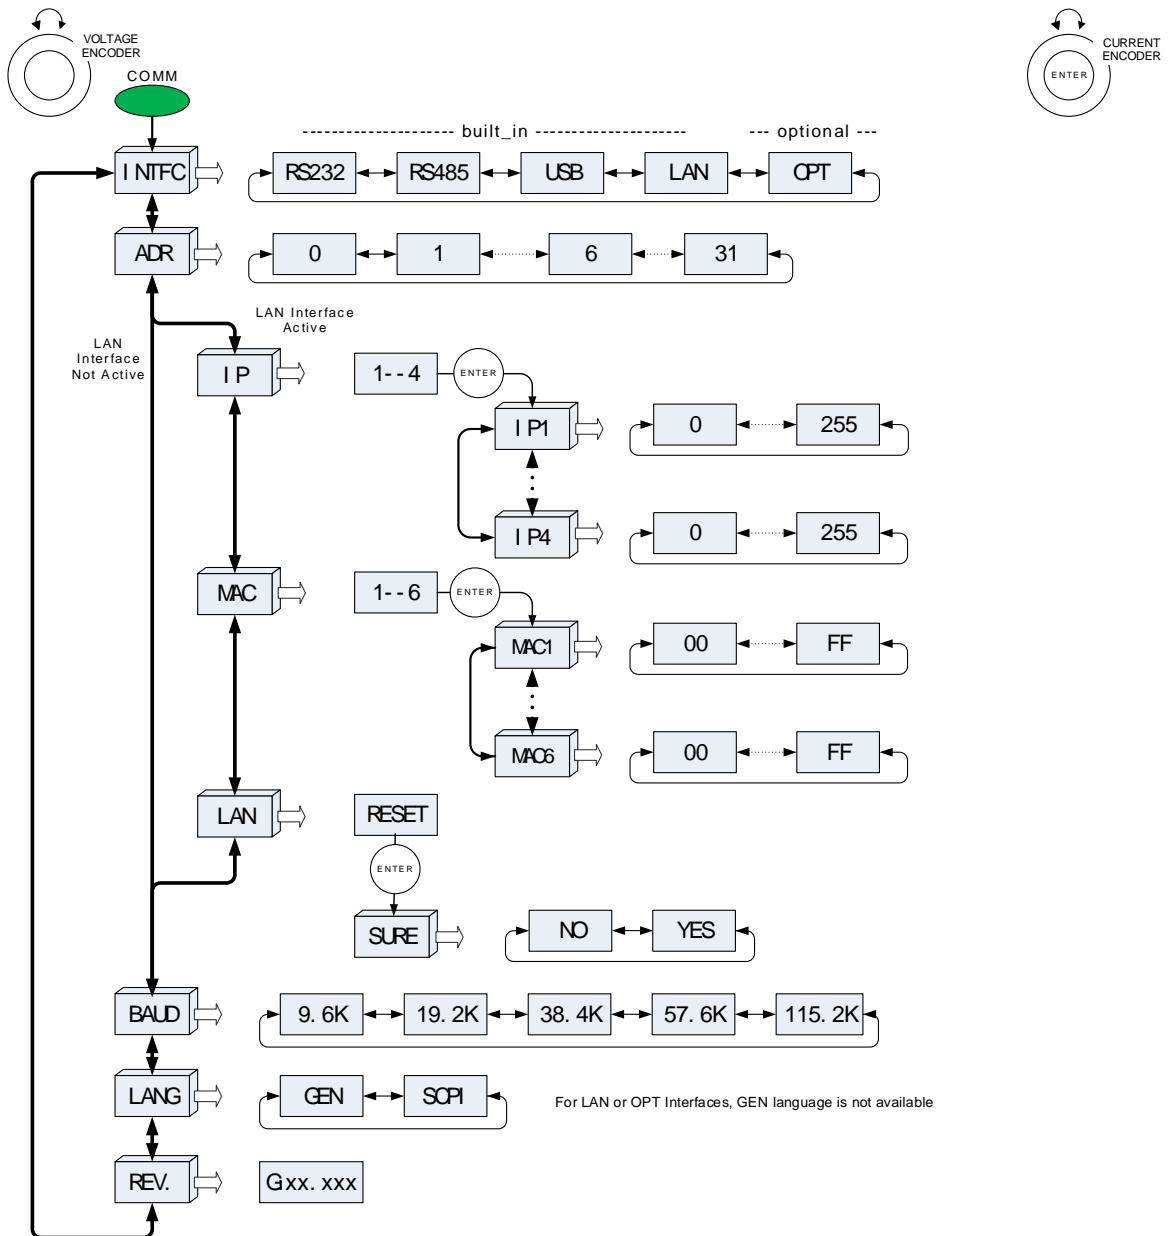 VOLTAGE
ENCODER
CURRENT
ENCODER
ENTER
COMM
-------------------- built_in --------------------
--- optional ---
INTFC
RS232
RS485
USB
LAN
OPT
ADR
0
1
6
31
LAN Interface
Active
LAN
Interface
Not Active
IP
1--4
ENTER
IP1
0
255
IP4
0
255
MAC
1--6
ENTER
MAC1
00
FF
MAC6
00
FF
LAN
RESET
ENTER
SURE
NO
YES
BAUD
9.6K
19.2K
38.4K
57.6K
115.2K
LANG
GEN
SCPI
For LAN or OPT Interfaces, GEN language is not available
REV.
Gxx.xxx